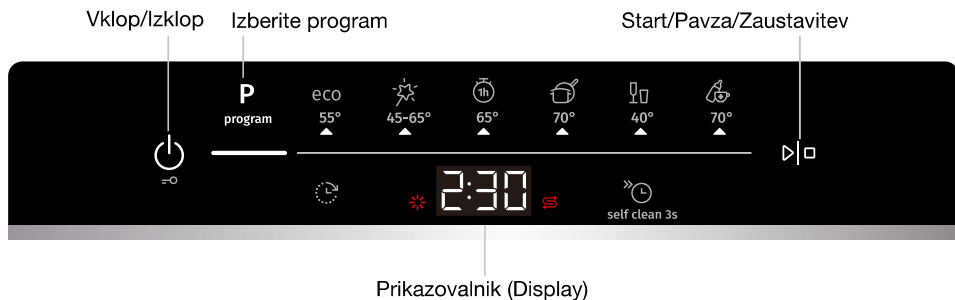 Vklop/Izklop Izberite program Start/Pavza/Zaustavitev
P
program
eco 1h
55° 45-65° 65° 70° 40° 70°
2:30
self clean 3s
Prikazovalnik (Display)